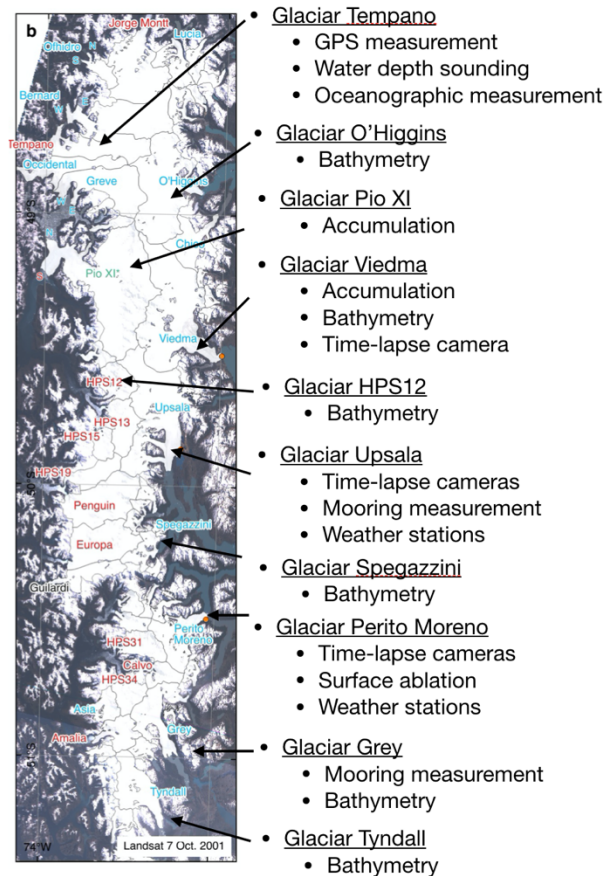 b
Jorge Montt
Lucia
Ofhidro N
S
Bernard
W E
Tempano
Occidental
Greve
O'Higgins
49°S
N
Chico
S
Pio XI
Viedma
HPS12
Upsala
HPS13
HPS15
HPS19
50°S
Penguin
Spegazzini
Europa
Guilardi
Perito
Moreno
HPS31
Calvo
HPS34
Asia
Grey
Amalia
51°S
Tyndall
74°W
Landsat 7 Oct. 2001
• Glaciar Tempano
• GPS measurement
• Water depth sounding
• Oceanographic measurement
• Glaciar O’Higgins
• Bathymetry
• Glaciar Pio XI
• Accumulation
• Glaciar Viedma
• Accumulation
• Bathymetry
• Time-lapse camera
• Glaciar HPS12
• Bathymetry
• Glaciar Upsala
• Time-lapse cameras
• Mooring measurement
• Weather stations
• Glaciar Spegazzini
• Bathymetry
• Glaciar Perito Moreno
• Time-lapse cameras
• Surface ablation
• Weather stations
• Glaciar Grey
• Mooring measurement
• Bathymetry
• Glaciar Tyndall
• Bathymetry